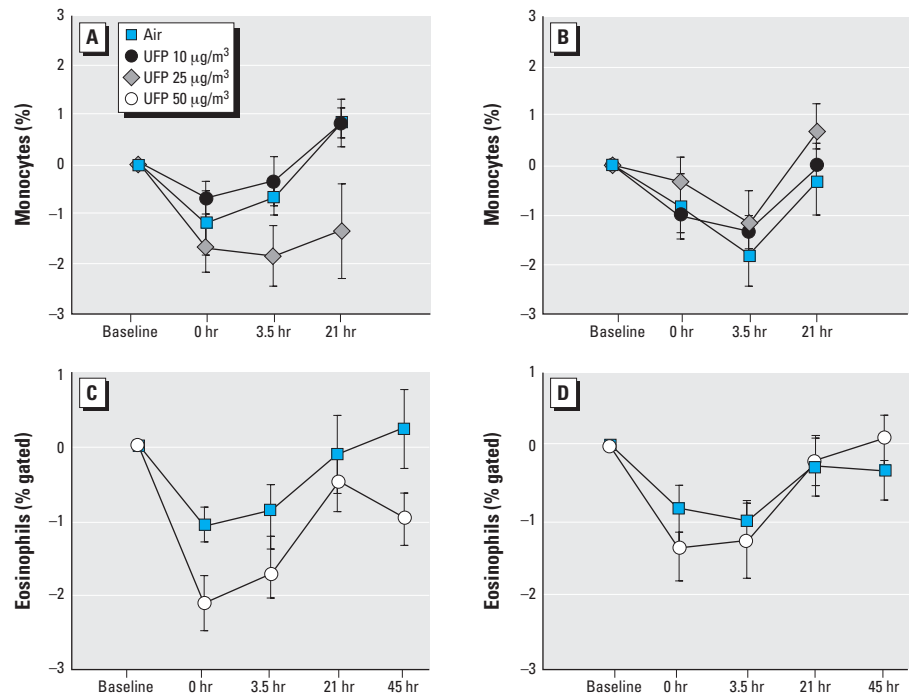 A
Air
UFP 10 μg/m³
UFP 25 μg/m³
UFP 50 μg/m³
Monocytes (%)
3
2
1
0
–1
–2
–3
Baseline 0 hr 3.5 hr 21 hr
B
Monocytes (%)
3
2
1
0
–1
–2
–3
Baseline 0 hr 3.5 hr 21 hr
C
Eosinophils (% gated)
1
0
–1
–2
–3
Baseline 0 hr 3.5 hr 21 hr 45 hr
D
Eosinophils (% gated)
1
0
–1
–2
–3
Baseline 0 hr 3.5 hr 21 hr 45 hr